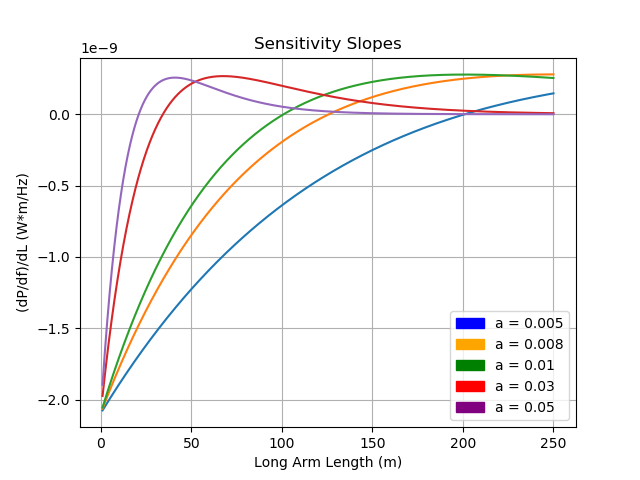 Sensitivity Slopes
1e−9
0.0
−0.5
−1.0
−1.5
−2.0
(dP/df)/dL (W*m/Hz)
0 50 100 150 200 250
Long Arm Length (m)
a = 0.005
a = 0.008
a = 0.01
a = 0.03
a = 0.05